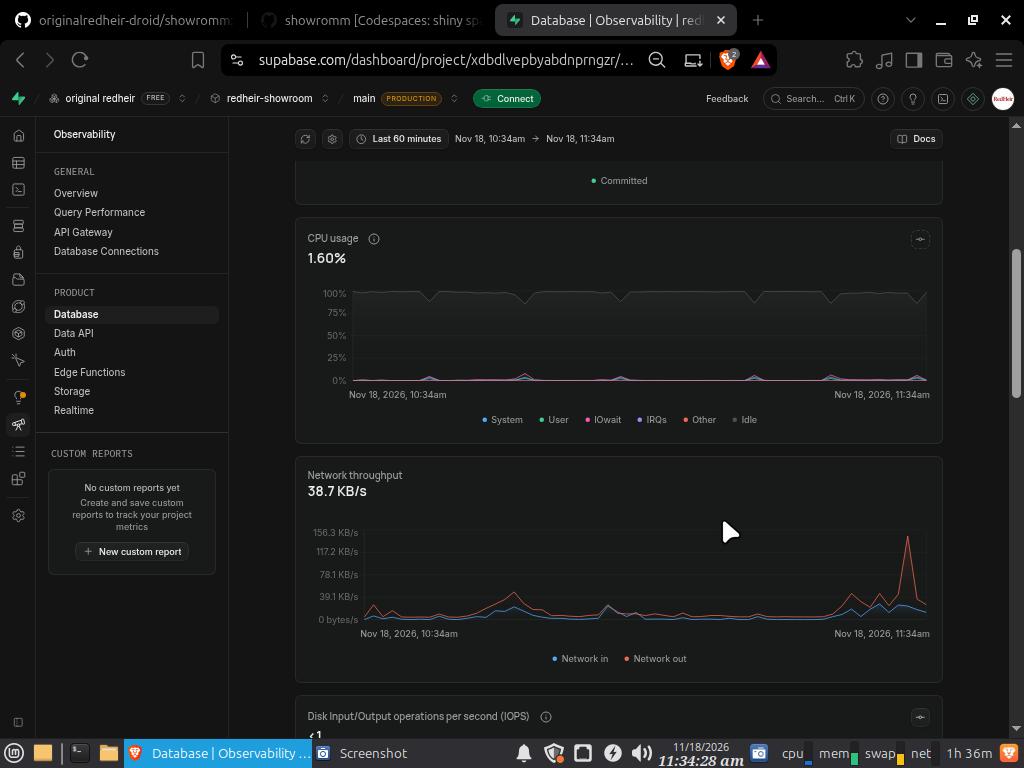 originalredheir-droid/showromm:
showromm [Codespaces: shiny sp
Database | Observability | red
supabase.com/dashboard/project/xdbdlvepbyabdnprngzr/…
2
original redheir
FREE
redheir-showroom
main
PRODUCTION
Connect
Feedback
Search...
Ctrl K
RedHeir
Observability
Last 60 minutes
Nov 18, 10:34am → Nov 18, 11:34am
Docs
GENERAL
Overview
Query Performance
API Gateway
Database Connections
PRODUCT
Database
Data API
Auth
Edge Functions
Storage
Realtime
CUSTOM REPORTS
No custom reports yet
Create and save custom
reports to track your project
metrics
+ New custom report
Committed
CPU usage
1.60%
100%
75%
50%
25%
0%
Nov 18, 2026, 10:34am
Nov 18, 2026, 11:34am
System
User
IOwait
IRQs
Other
Idle
Network throughput
38.7 KB/s
156.3 KB/s
117.2 KB/s
78.1 KB/s
39.1 KB/s
0 bytes/s
Nov 18, 2026, 10:34am
Nov 18, 2026, 11:34am
Network in
Network out
Disk Input/Output operations per second (IOPS)
<1
Database | Observability ...
Screenshot
11/18/2026
11:34:28 am
cpu
mem
swap
net
1h 36m